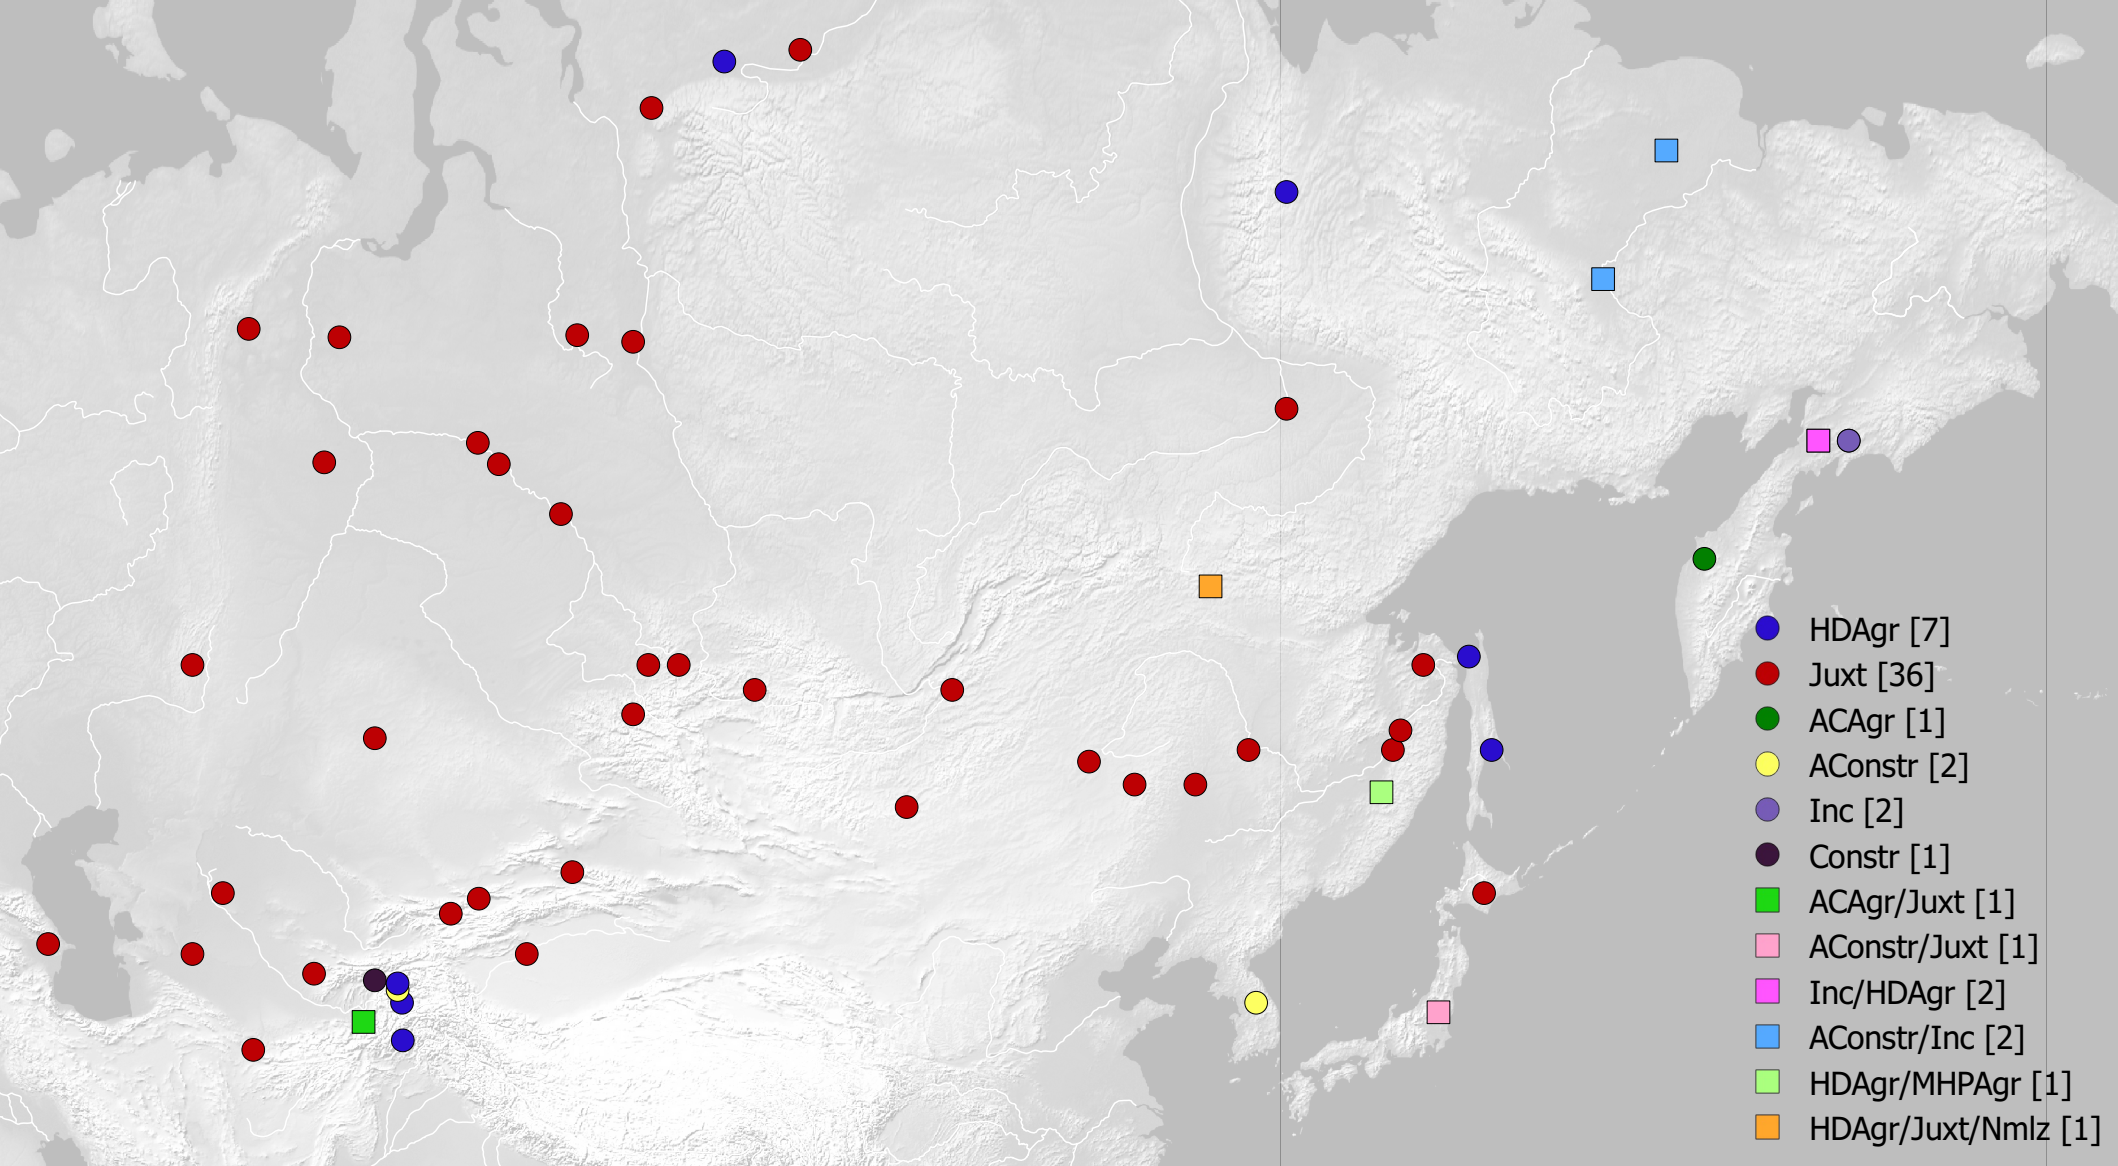 HDAgr [7]
Juxt [36]
ACAgr [1]
AConstr [2]
Inc [2]
Constr [1]
ACAgr/Juxt [1]
AConstr/Juxt [1]
Inc/HDAgr [2]
AConstr/Inc [2]
HDAgr/MHPAgr [1]
HDAgr/Juxt/Nmlz [1]